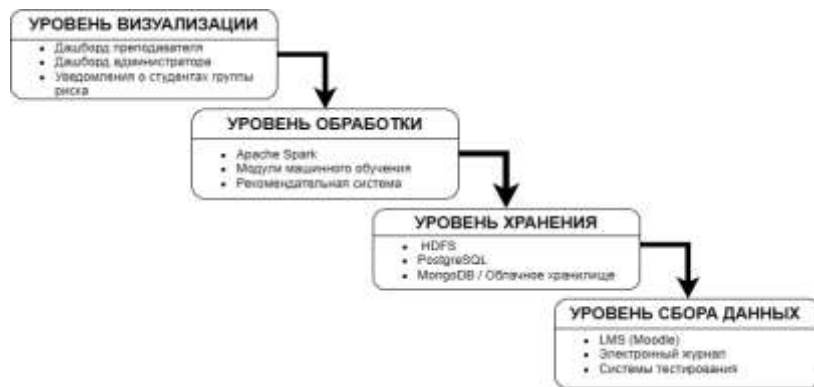 УРОВЕНЬ ВИЗУАЛИЗАЦИИ
• Дашборд преподавателя
• Дашборд администратора
• Уведомления о студентах группы
риска
УРОВЕНЬ ОБРАБОТКИ
• Apache Spark
• Модули машинного обучения
• Рекомендательная система
УРОВЕНЬ ХРАНЕНИЯ
• HDFS
• PostgreSQL
• MongoDB / Облачное хранилище
УРОВЕНЬ СБОРА ДАННЫХ
• LMS (Moodle)
• Электронный журнал
• Системы тестирования